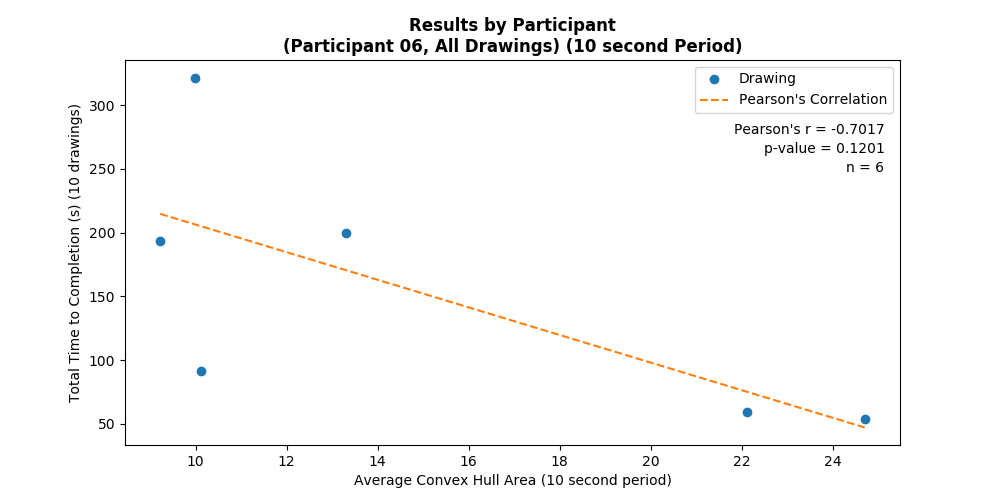 Results by Participant
(Participant 06, All Drawings) (10 second Period)
Drawing
Pearson's Correlation
Pearson's r = -0.7017
p-value = 0.1201
n = 6
Total Time to Completion (s) (10 drawings)
300
250
200
150
100
50
10 12 14 16 18 20 22 24
Average Convex Hull Area (10 second period)